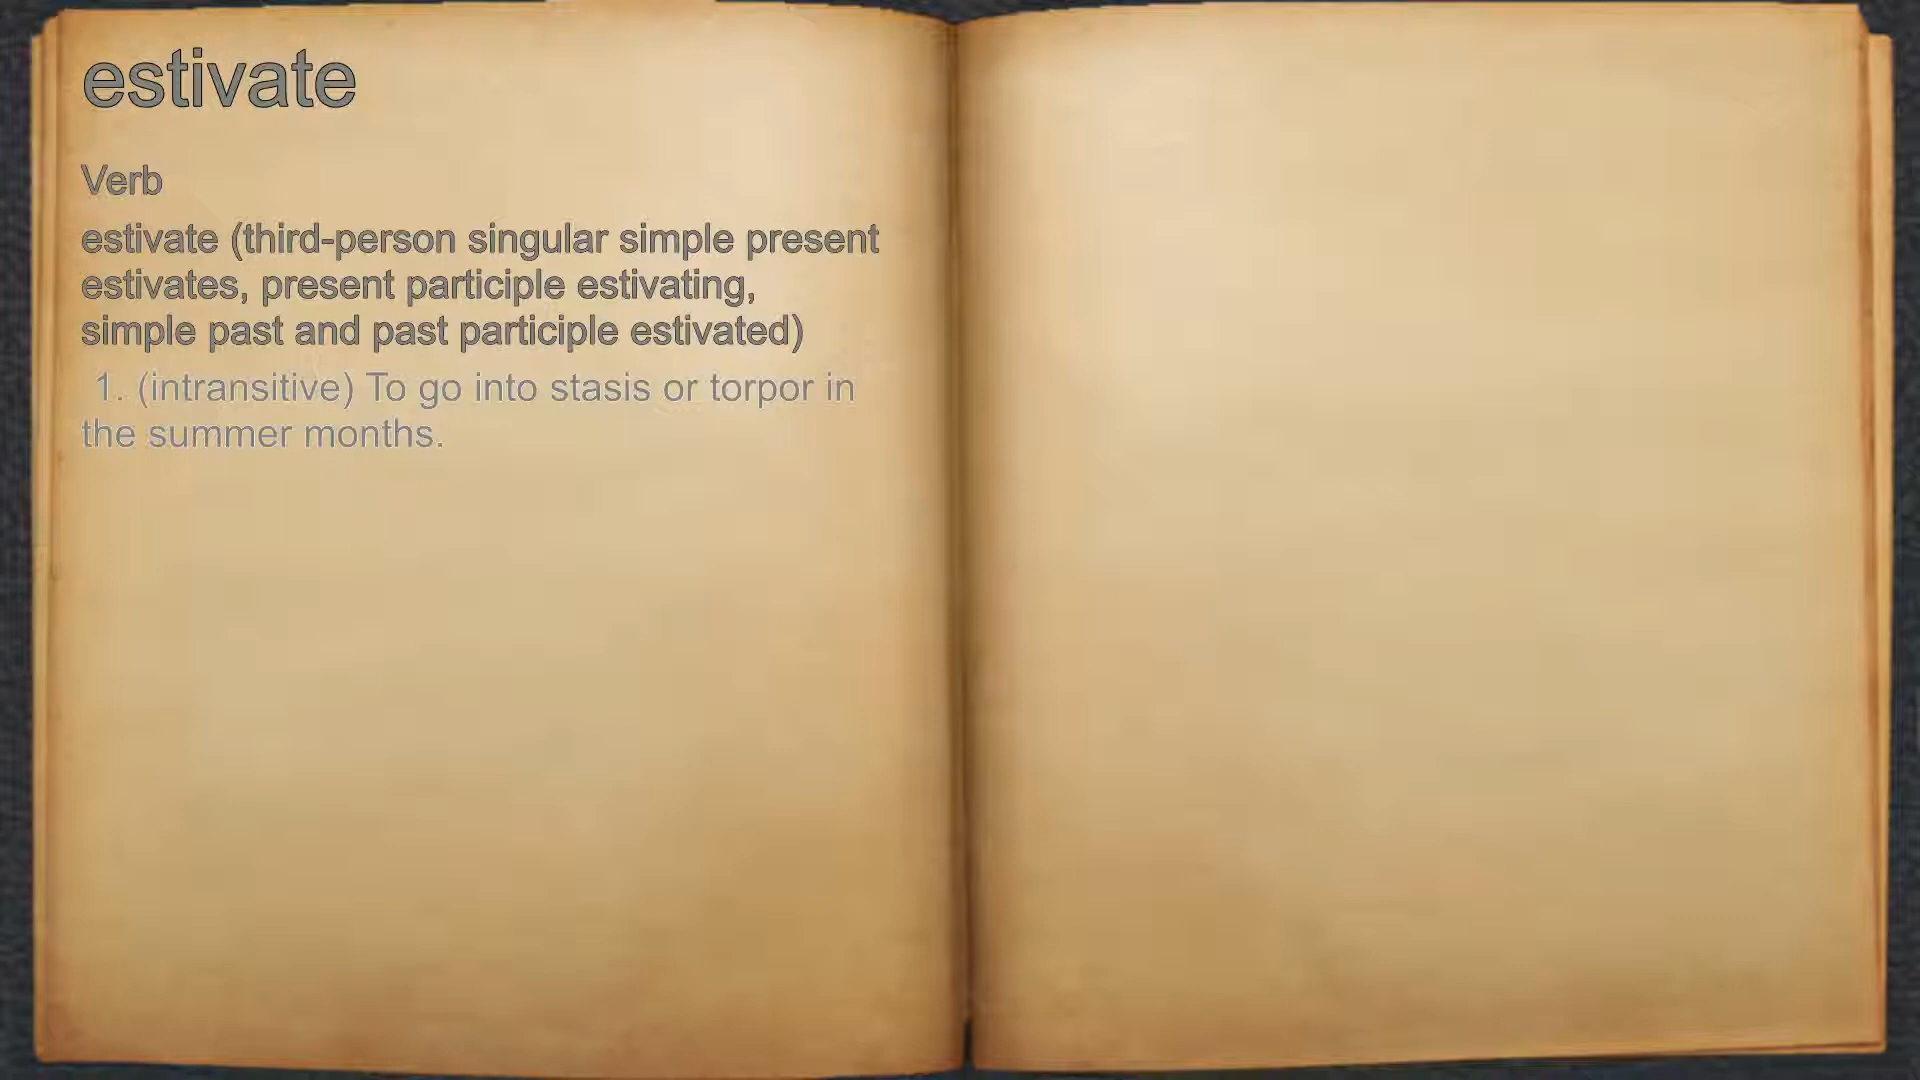 estivate
Verb
estivate (third-person singular simple present
estivates, present participle estivating,
simple past and past participle estivated)
1. (intransitive) To go into stasis or torpor in
the summer months.